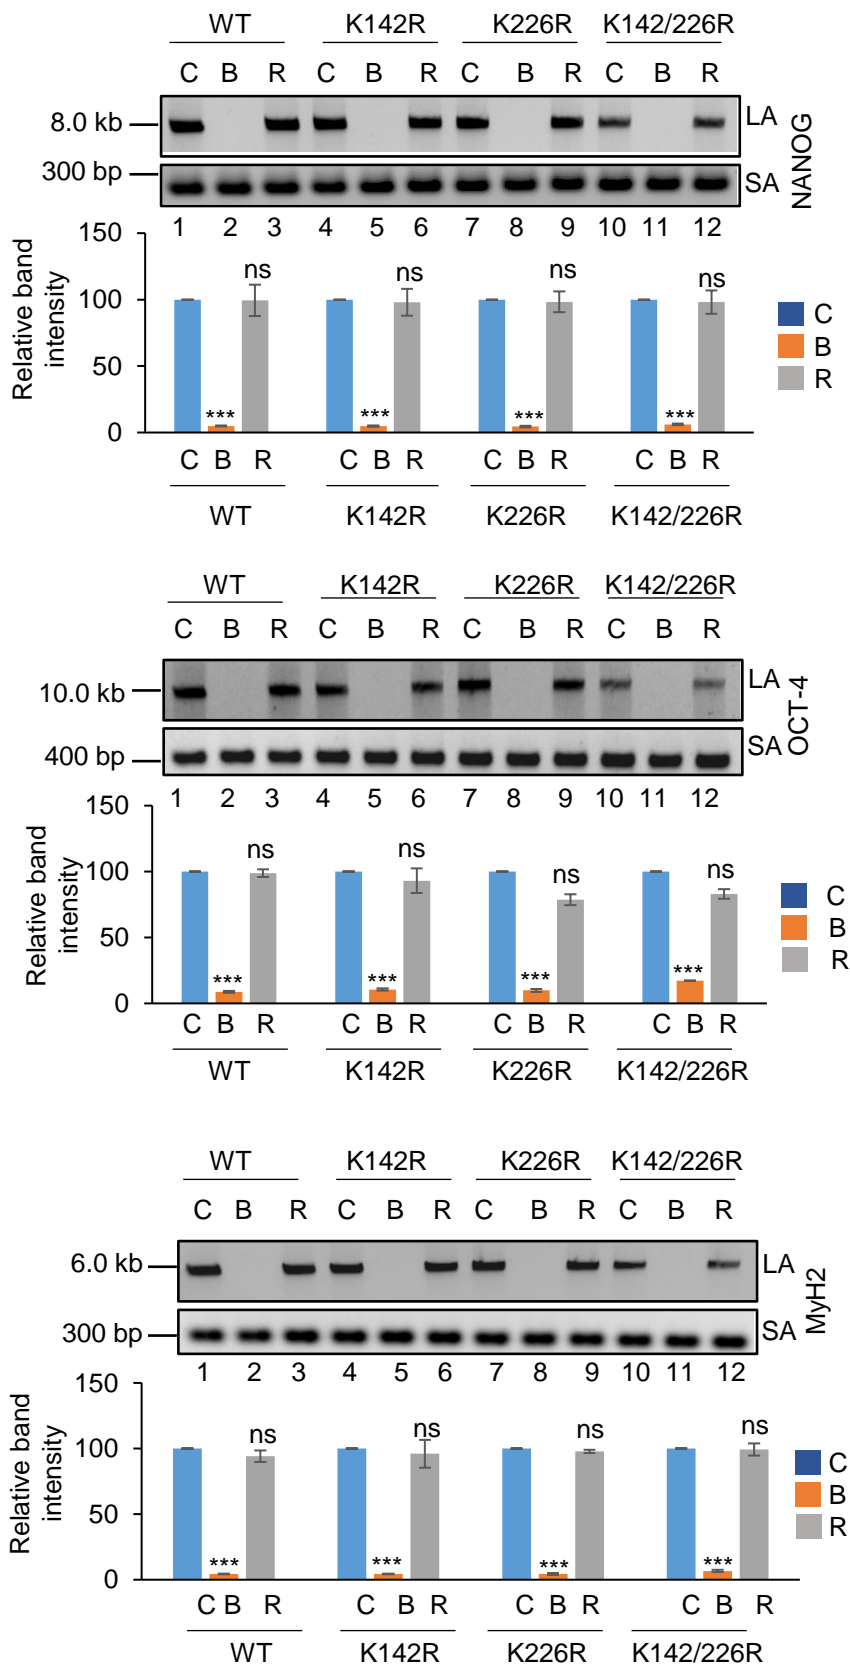 WT K142R K226R K142/226R
C B R C B R C B R C B R
8.0 kb LA
300 bp SA
NANOG
1 2 3 4 5 6 7 8 9 10 11 12
150
100
50
0
Relative band
intensity
ns ns ns ns
*** *** *** ***
C
B
R
C B R C B R C B R C B R
WT K142R K226R K142/226R
WT K142R K226R K142/226R
C B R C B R C B R C B R
10.0 kb LA
400 bp SA
OCT-4
1 2 3 4 5 6 7 8 9 10 11 12
150
100
50
0
Relative band
intensity
ns ns ns ns
*** *** *** ***
C
B
R
C B R C B R C B R C B R
WT K142R K226R K142/226R
WT K142R K226R K142/226R
C B R C B R C B R C B R
6.0 kb LA
300 bp SA
MyH2
1 2 3 4 5 6 7 8 9 10 11 12
150
100
50
0
Relative band
intensity
ns ns ns ns
*** *** *** ***
C
B
R
C B R C B R C B R C B R
WT K142R K226R K142/226R